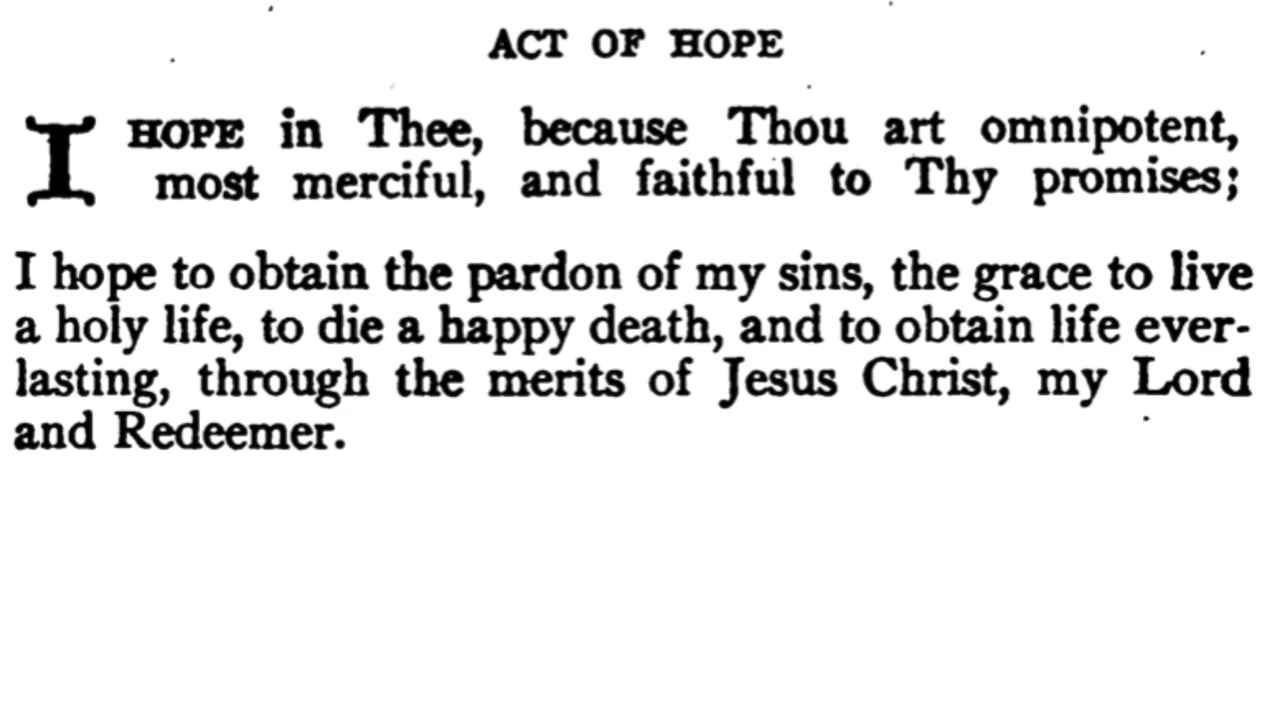 ACT OF HOPE
I HOPE in Thee, because Thou art omnipotent,
most merciful, and faithful to Thy promises;
I hope to obtain the pardon of my sins, the grace to live
a holy life, to die a happy death, and to obtain life ever-
lasting, through the merits of Jesus Christ, my Lord
and Redeemer.